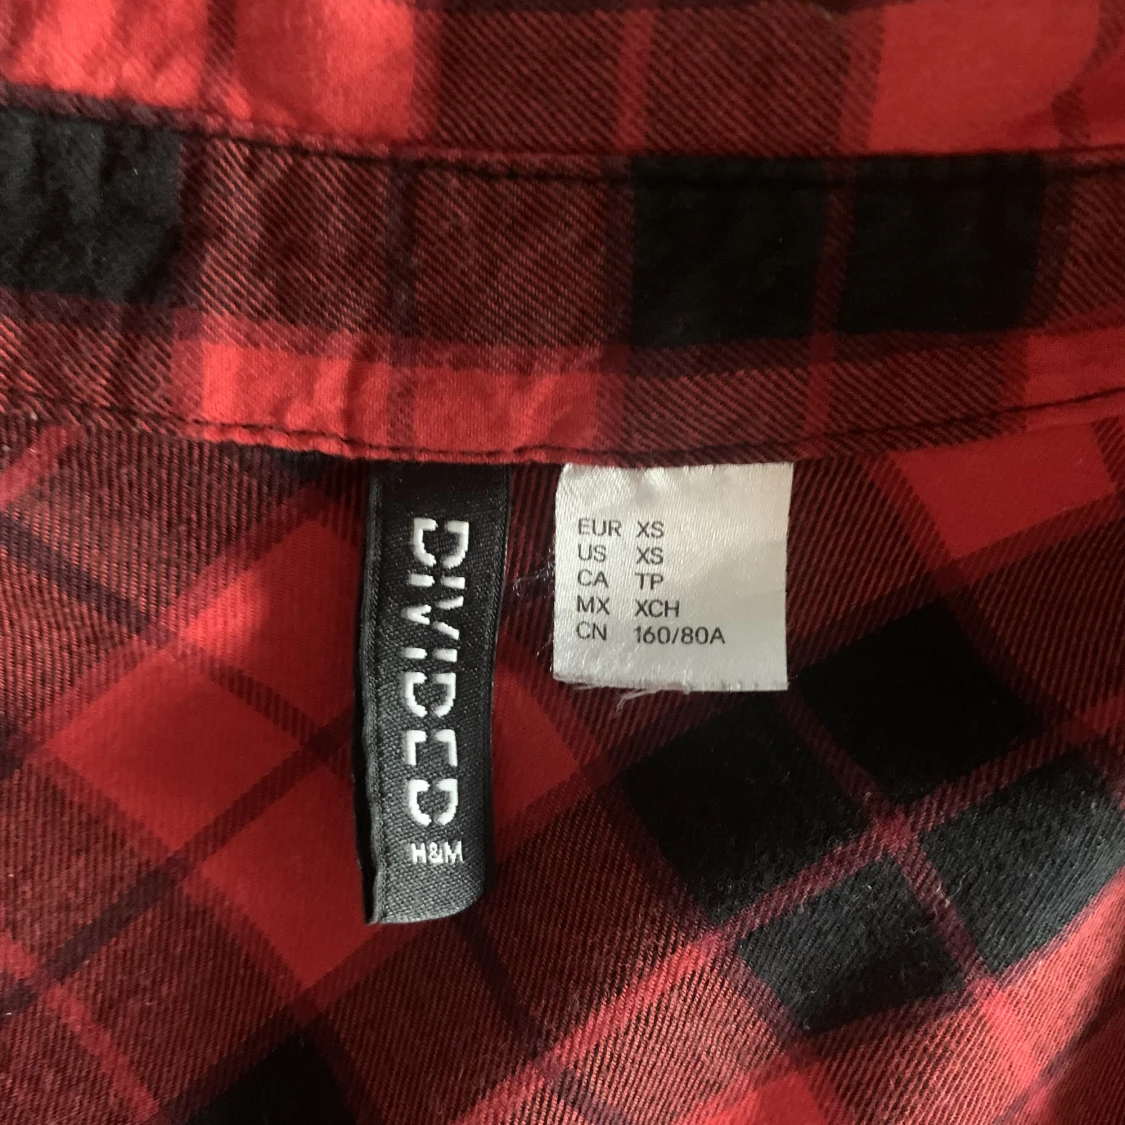 DIVIDED
H&M
EUR XS
US XS
CA TP
MX XCH
CN 160/80A